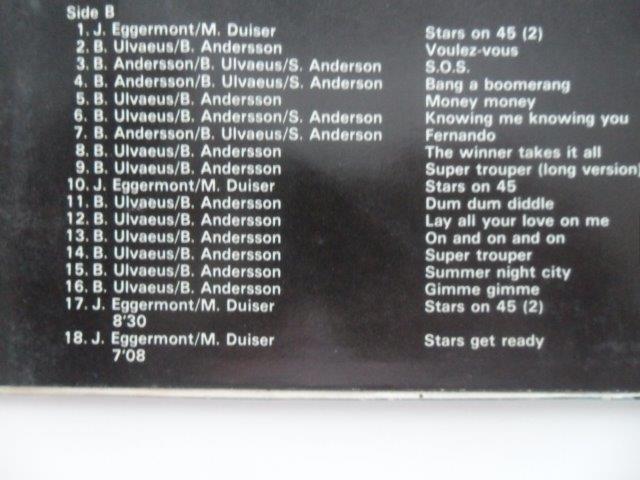 Side B
1. J. Eggermont/M. Duiser Stars on 45 (2)
2. B. Ulvaeus/B. Andersson Voulez-vous
3. B. Andersson/B. Ulvaeus/S. Anderson S.O.S.
4. B. Andersson/B. Ulvaeus/S. Anderson Bang a boomerang
5. B. Ulvaeus/B. Andersson Money money
6. B. Ulvaeus/B. Andersson/S. Anderson Knowing me knowing you
7. B. Andersson/B. Ulvaeus/S. Anderson Fernando
8. B. Ulvaeus/B. Andersson The winner takes it all
9. B. Ulvaeus/B. Andersson Super trouper (long version)
10. J. Eggermont/M. Duiser Stars on 45
11. B. Ulvaeus/B. Andersson Dum dum diddle
12. B. Ulvaeus/B. Andersson Lay all your love on me
13. B. Ulvaeus/B. Andersson On and on and on
14. B. Ulvaeus/B. Andersson Super trouper
15. B. Ulvaeus/B. Andersson Summer night city
16. B. Ulvaeus/B. Andersson Gimme gimme
17. J. Eggermont/M. Duiser Stars on 45 (2)
8'30
18. J. Eggermont/M. Duiser Stars get ready
7'08